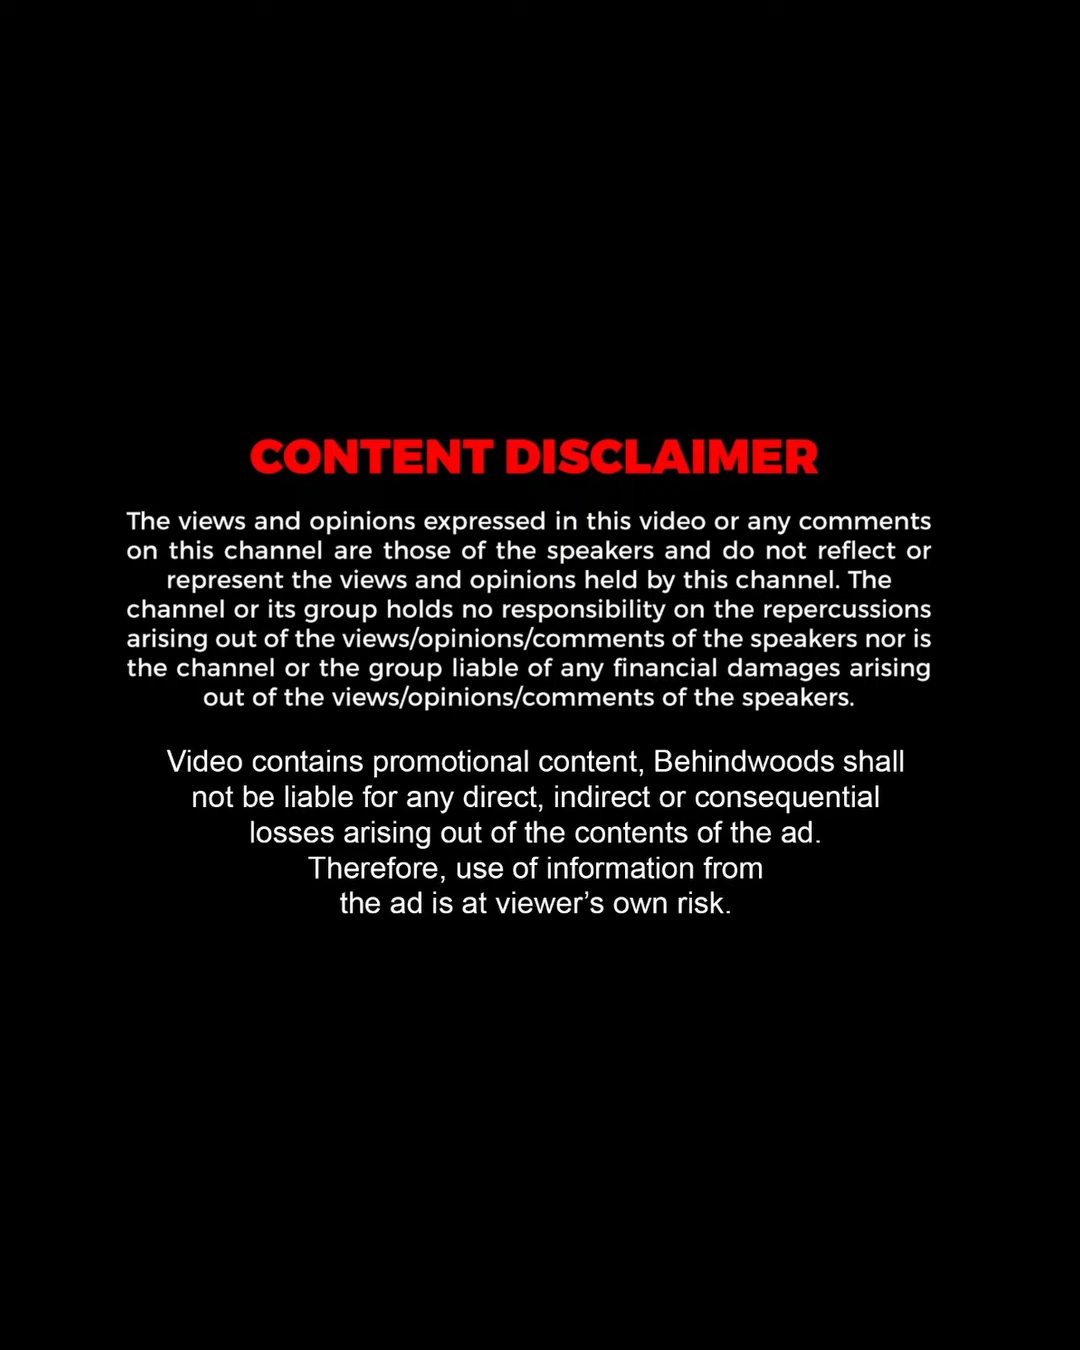 CONTENT DISCLAIMER
The views and opinions expressed in this video or any comments
on this channel are those of the speakers and do not reflect or
represent the views and opinions held by this channel. The
channel or its group holds no responsibility on the repercussions
arising out of the views/opinions/comments of the speakers nor is
the channel or the group liable of any financial damages arising
out of the views/opinions/comments of the speakers.
Video contains promotional content, Behindwoods shall
not be liable for any direct, indirect or consequential
losses arising out of the contents of the ad.
Therefore, use of information from
the ad is at viewer’s own risk.